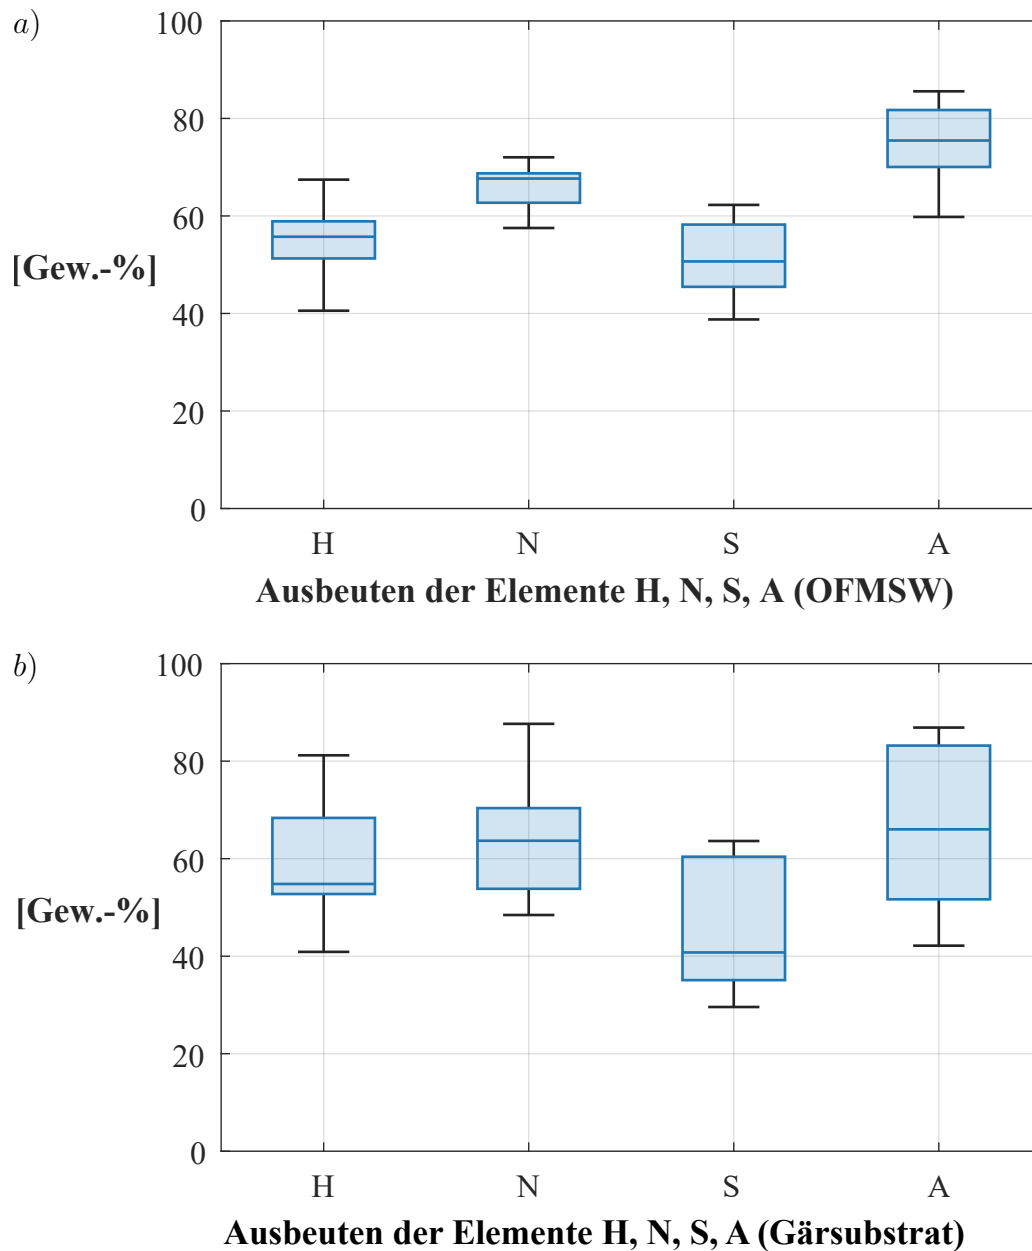 a)
100
80
60
[Gew.-%]
40
20
0
H N S A
Ausbeuten der Elemente H, N, S, A (OFMSW)
b)
100
80
60
[Gew.-%]
40
20
0
H N S A
Ausbeuten der Elemente H, N, S, A (Gärsubstrat)